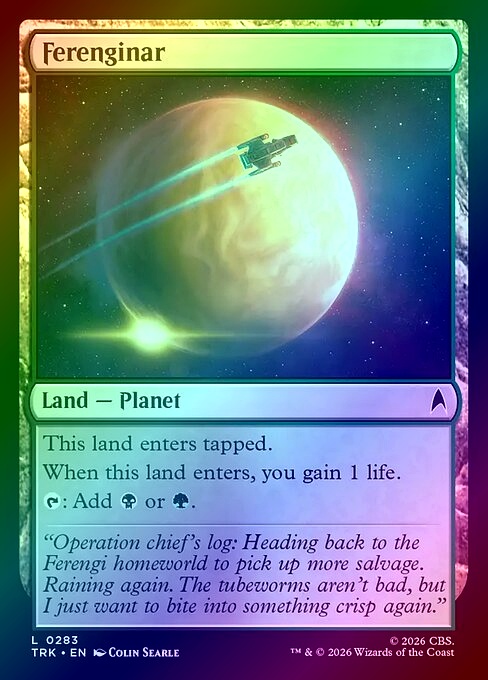 Ferenginar
Land — Planet
This land enters tapped.
When this land enters, you gain 1 life.
: Add or .
“Operation chief’s log: Heading back to the
Ferengi homeworld to pick up more salvage.
Raining again. The tubeworms aren’t bad, but
I just want to bite into something crisp again.”
L 0283
TRK • EN Colin Searle
© 2026 CBS.
™ & © 2026 Wizards of the Coast